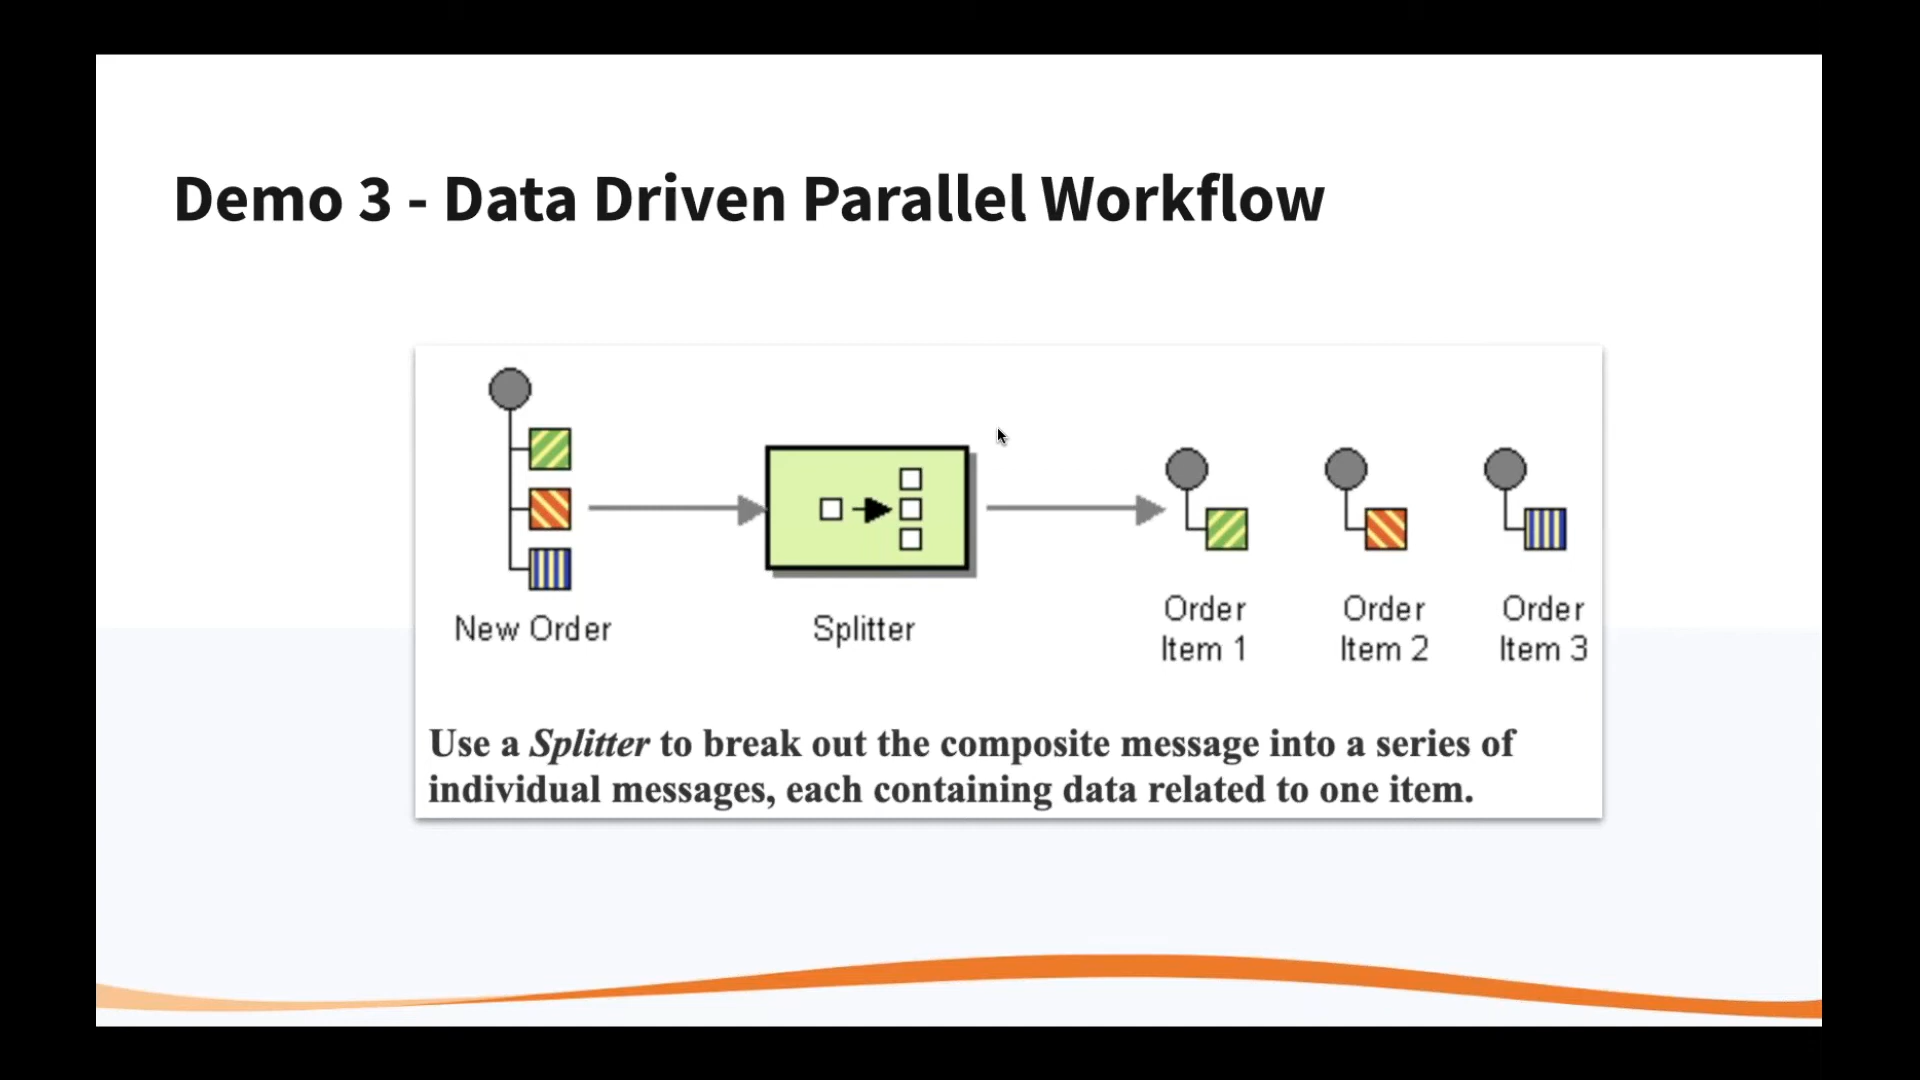 Demo 3 - Data Driven Parallel Workflow
New Order
Splitter
Order
Item 1
Order
Item 2
Order
Item 3
Use a Splitter to break out the composite message into a series of
individual messages, each containing data related to one item.